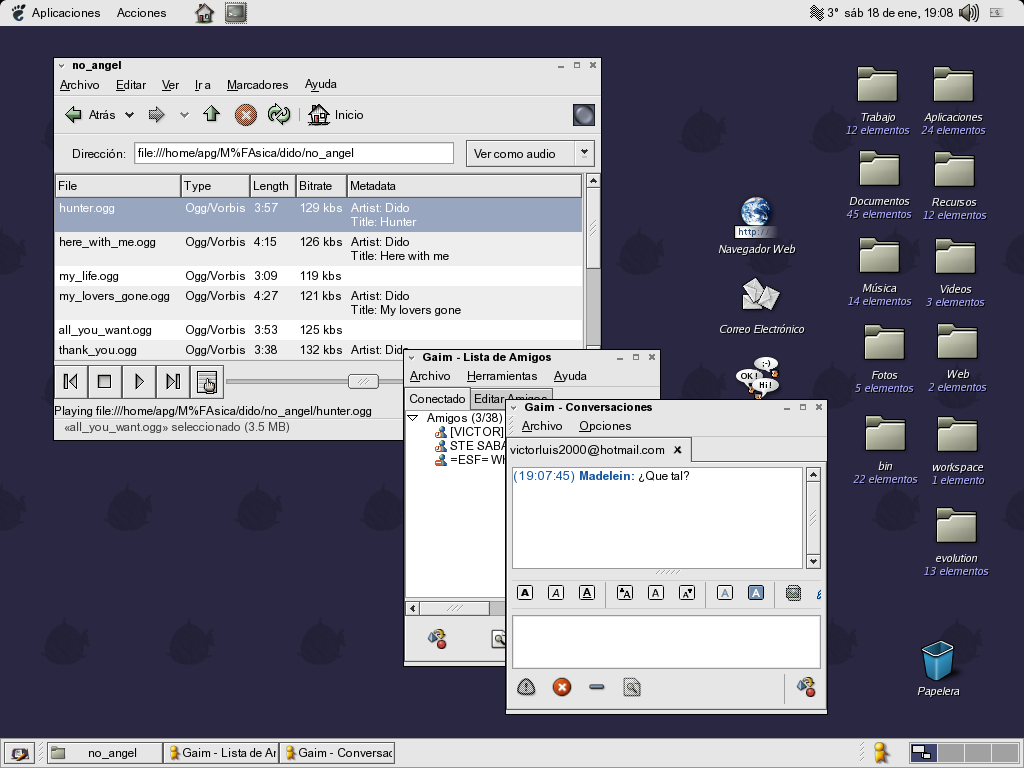 Aplicaciones Acciones 3° sáb 18 de ene, 19:08
no_angel
Archivo Editar Ver Ir a Marcadores Ayuda
Atrás Inicio
Dirección: file:///home/apg/M%FAsica/dido/no_angel Ver como audio
File Type Length Bitrate Metadata
hunter.ogg Ogg/Vorbis 3:57 129 kbs Artist: Dido
Title: Hunter
here_with_me.ogg Ogg/Vorbis 4:15 126 kbs Artist: Dido
Title: Here with me
my_life.ogg Ogg/Vorbis 3:09 119 kbs
my_lovers_gone.ogg Ogg/Vorbis 4:27 121 kbs Artist: Dido
Title: My lovers gone
all_you_want.ogg Ogg/Vorbis 3:53 125 kbs
thank_you.ogg Ogg/Vorbis 3:38 132 kbs Artist: Dido
Playing file:///home/apg/M%FAsica/dido/no_angel/hunter.ogg
«all_you_want.ogg» seleccionado (3.5 MB)
Gaim - Lista de Amigos
Archivo Herramientas Ayuda
Conectado Editar Amigos
Amigos (3/38)
[VICTOR]
STE SABA
=ESF= WH
Gaim - Conversaciones
Archivo Opciones
victorluis2000@hotmail.com
(19:07:45) Madelein: ¿Que tal?
A A A A A A A A
http:/
Navegador Web
Correo Electrónico
:-)
OK !
Hi !
Trabajo
12 elementos
Aplicaciones
24 elementos
Documentos
45 elementos
Recursos
12 elementos
Música
14 elementos
Videos
3 elementos
Fotos
5 elementos
Web
2 elementos
bin
22 elementos
workspace
1 elemento
evolution
13 elementos
Papelera
no_angel Gaim - Lista de Ar Gaim - Conversac